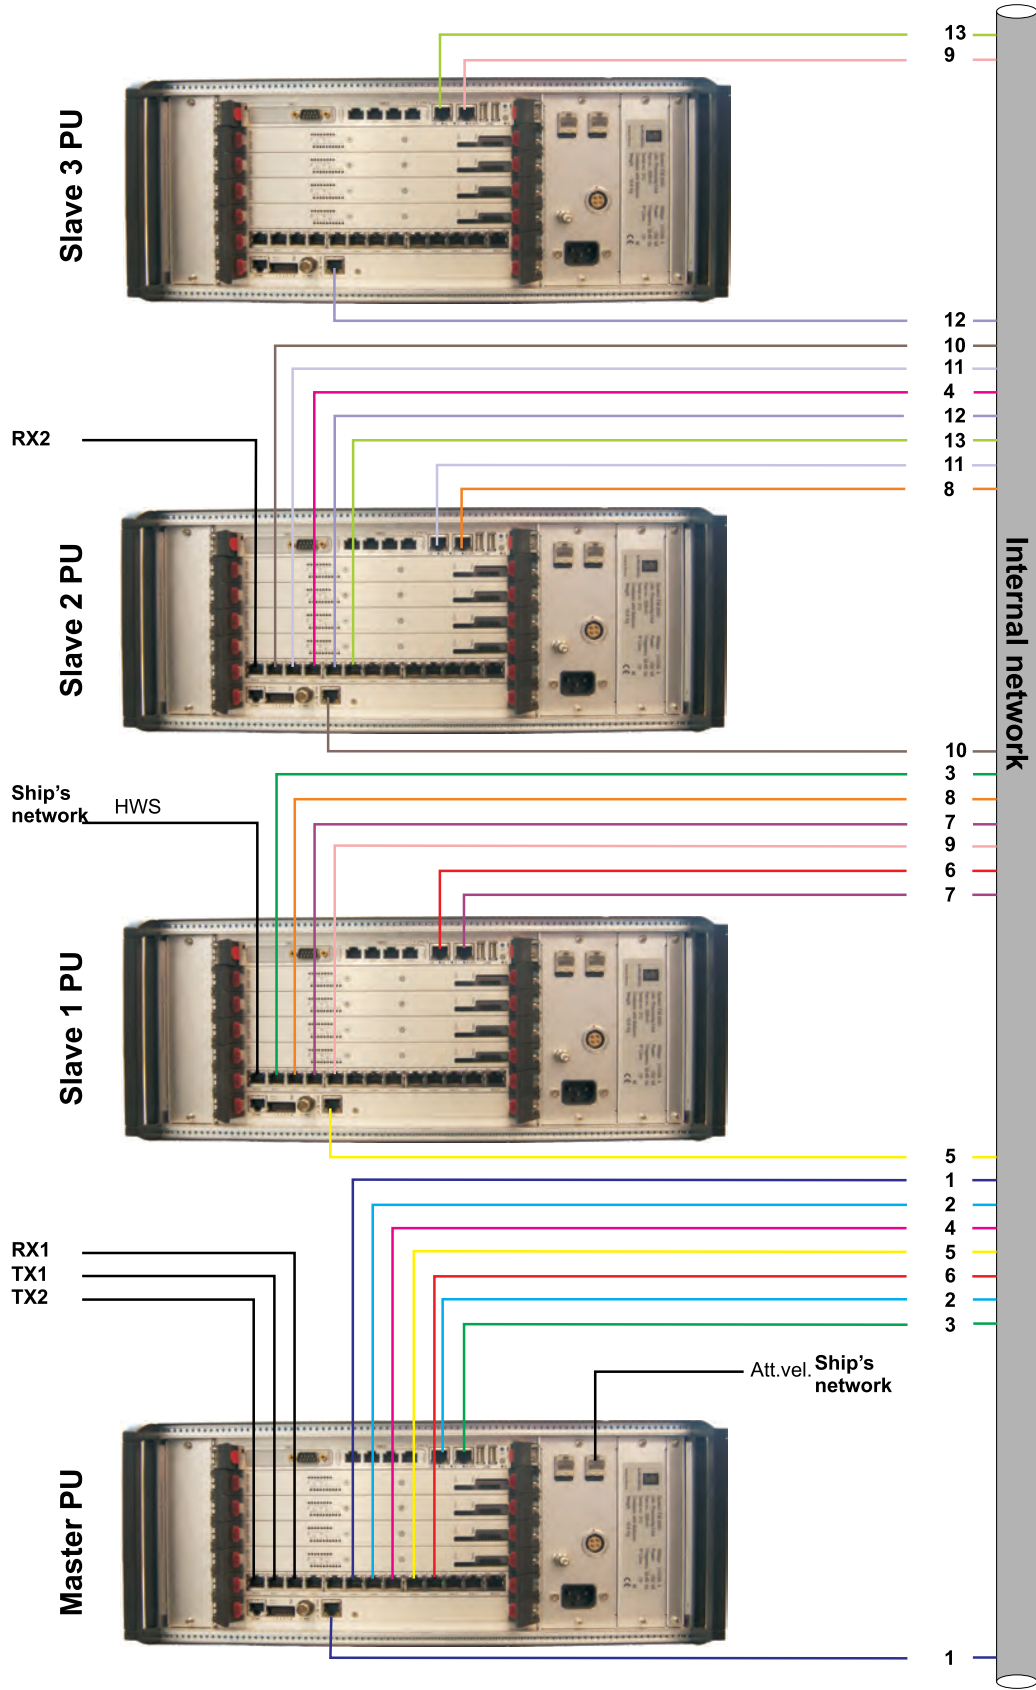 13
9
Slave 3 PU
12
10
11
4
12
RX2
13
11
8
Slave 2 PU
Internal network
10
3
Ship's
network
HWS
8
7
9
6
7
Slave 1 PU
5
1
2
4
RX1
5
TX1
6
TX2
2
3
Att.vel.
Ship's
network
Master PU
1